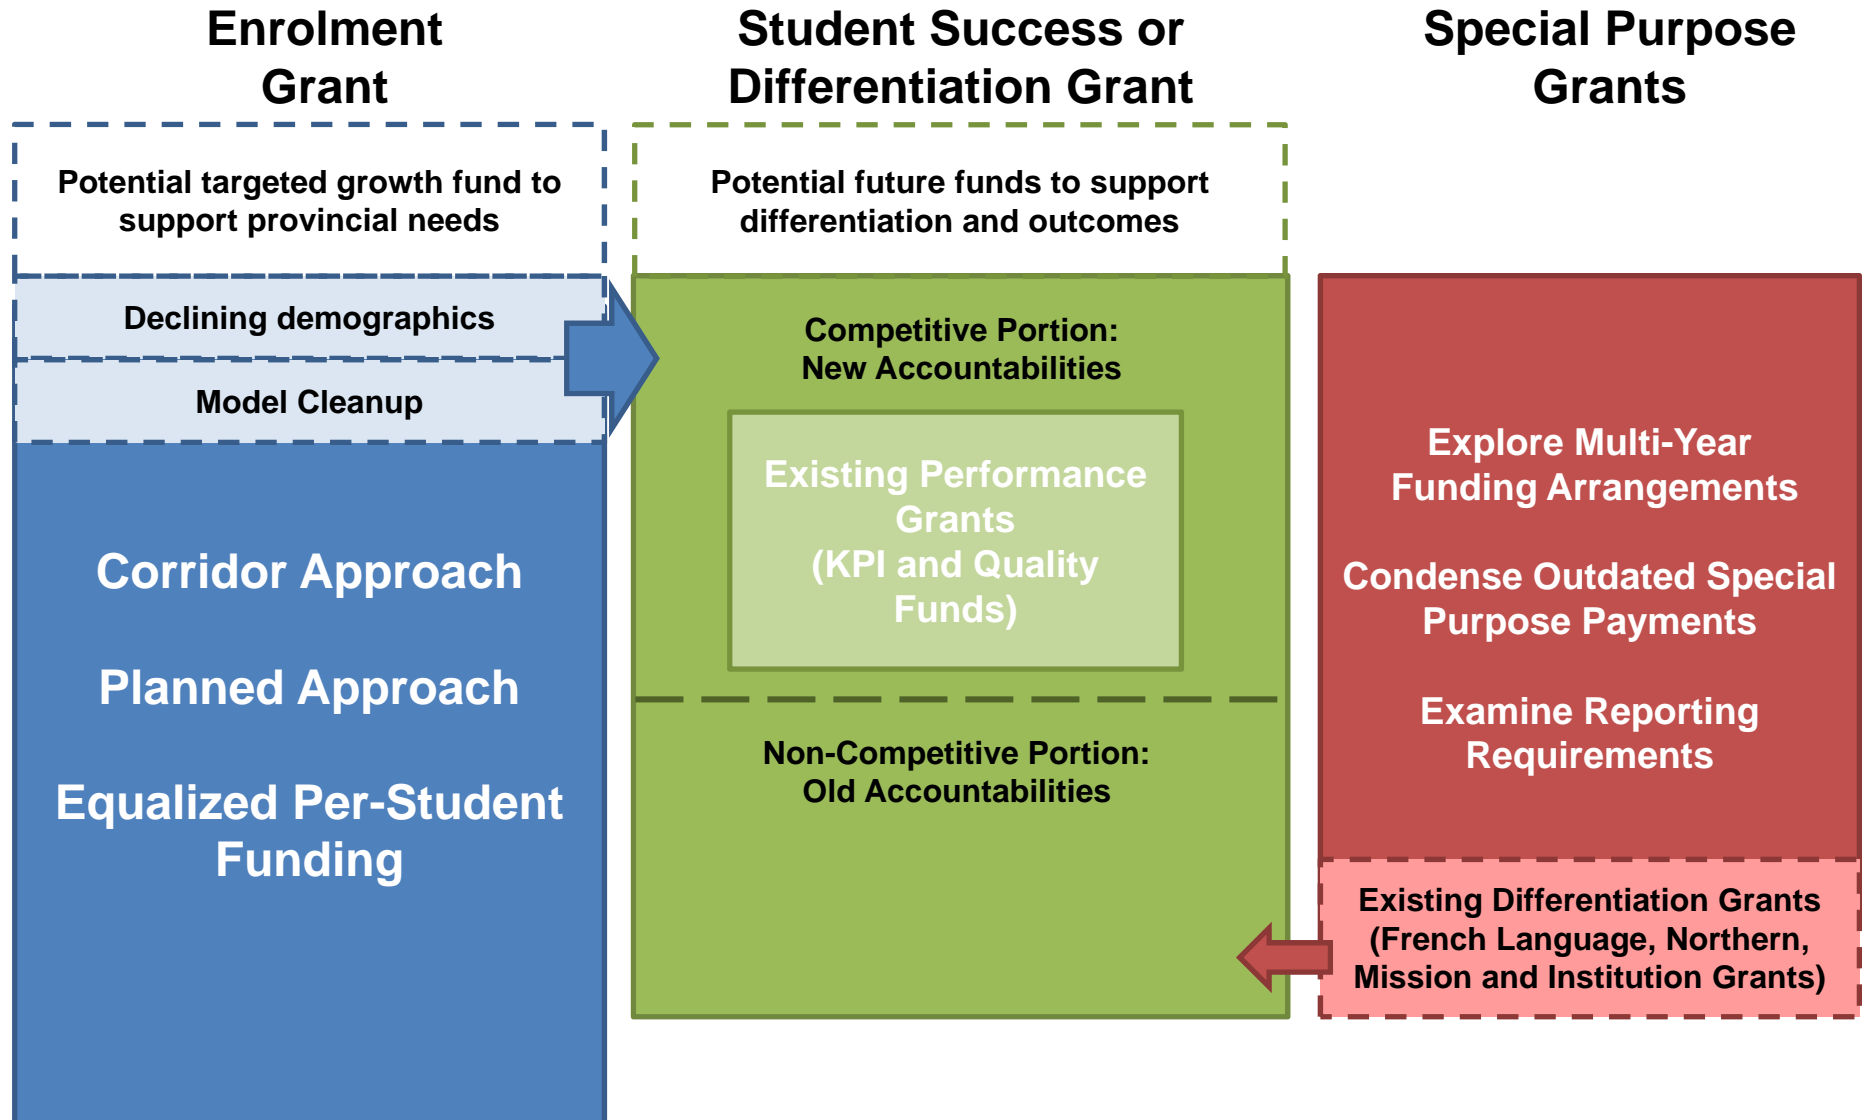 Enrolment
Grant
Student Success or
Differentiation Grant
Special Purpose
Grants
Potential targeted growth fund to
support provincial needs
Declining demographics
Model Cleanup
Corridor Approach
Planned Approach
Equalized Per-Student
Funding
Potential future funds to support
differentiation and outcomes
Competitive Portion:
New Accountabilities
Existing Performance
Grants
(KPI and Quality
Funds)
Non-Competitive Portion:
Old Accountabilities
Explore Multi-Year
Funding Arrangements
Condense Outdated Special
Purpose Payments
Examine Reporting
Requirements
Existing Differentiation Grants
(French Language, Northern,
Mission and Institution Grants)